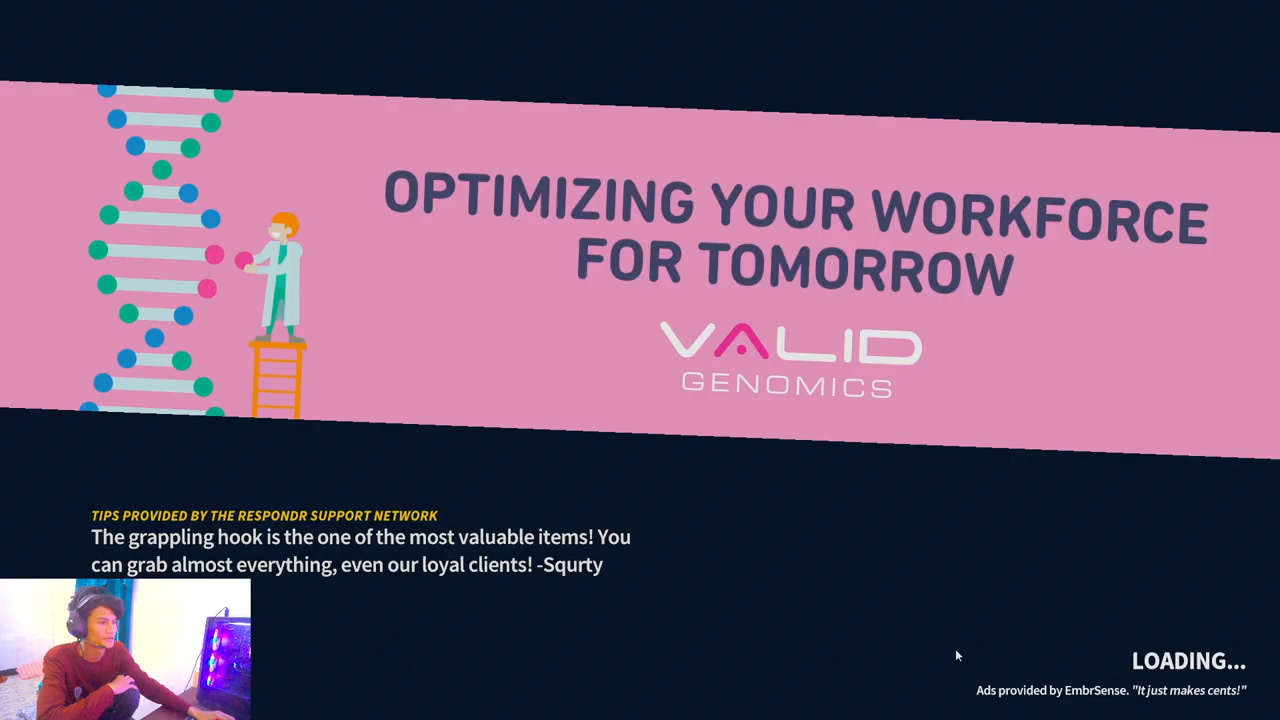 OPTIMIZING YOUR WORKFORCE
FOR TOMORROW
VALID
GENOMICS
TIPS PROVIDED BY THE RESPONDR SUPPORT NETWORK
The grappling hook is the one of the most valuable items! You
can grab almost everything, even our loyal clients! -Squrty
LOADING...
Ads provided by EmbrSense. "It just makes cents!"